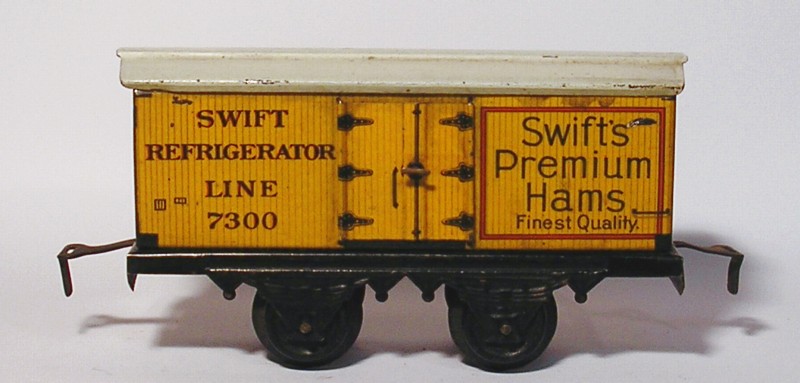 SWIFT
REFRIGERATOR
LINE
7300
Swift's
Premium
Hams
Finest Quality.